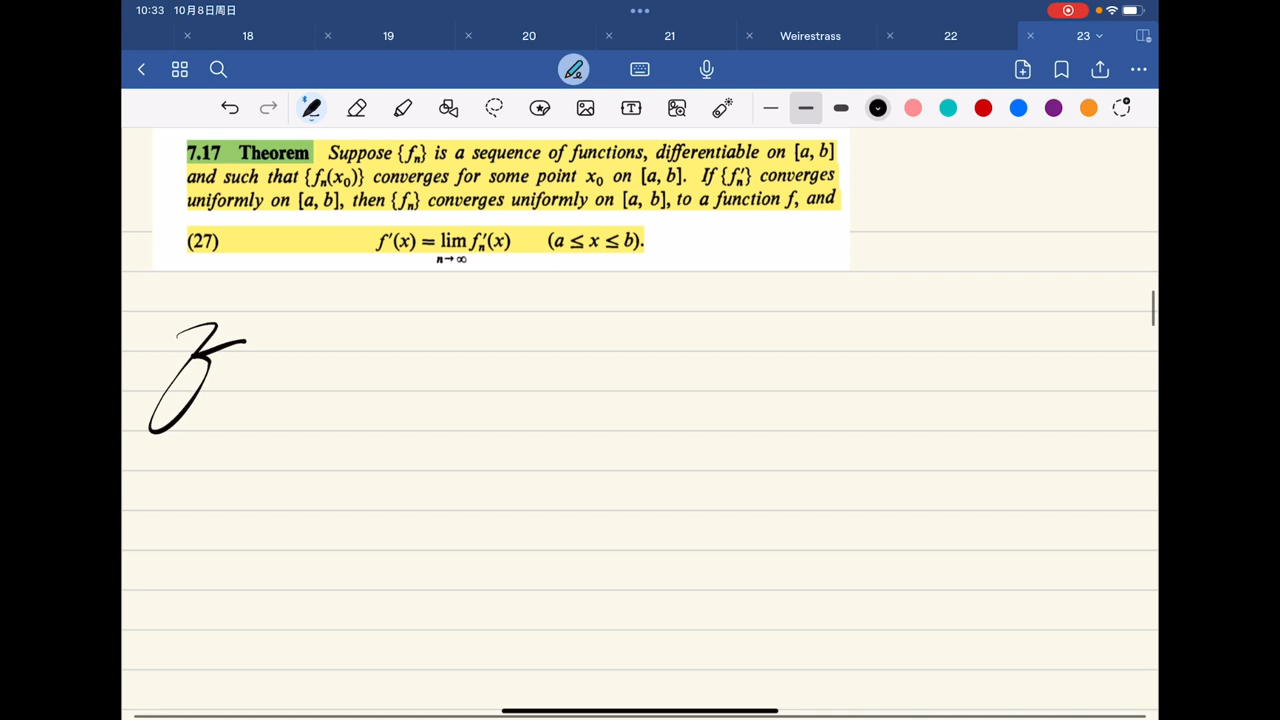 10:33 10月8日周日
18 19 20 21 Weirestrass 22 23
7.17 Theorem Suppose {fₙ} is a sequence of functions, differentiable on [a, b]
and such that {fₙ(x₀)} converges for some point x₀ on [a, b]. If {fₙ′} converges
uniformly on [a, b], then {fₙ} converges uniformly on [a, b], to a function f, and
(27) f′(x) = lim fₙ′(x) (a ≤ x ≤ b).
n→∞